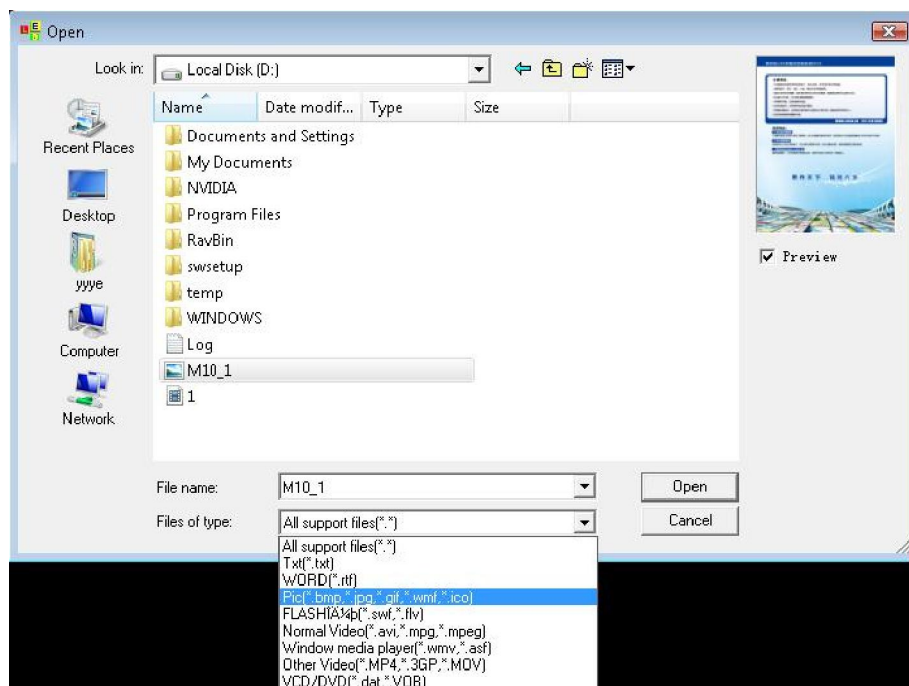 Open
Look in:
Local Disk (D:)
Name
Date modif...
Type
Size
Recent Places
Desktop
yyye
Computer
Network
Documents and Settings
My Documents
NVIDIA
Program Files
RavBin
swsetup
temp
WINDOWS
Log
M10_1
1
Preview
File name:
M10_1
Open
Files of type:
All support files(*.*)
Cancel
All support files(*.*)
Txt(*.txt)
WORD(*.rtf)
Pic(*.bmp,*.jpg,*.gif,*.wmf,*.ico)
FLASHÎÄ¼þ(*.swf,*.flv)
Normal Video(*.avi,*.mpg,*.mpeg)
Window media player(*.wmv,*.asf)
Other Video(*.MP4,*.3GP,*.MOV)
VCD/DVD(*.dat,*.VOB)